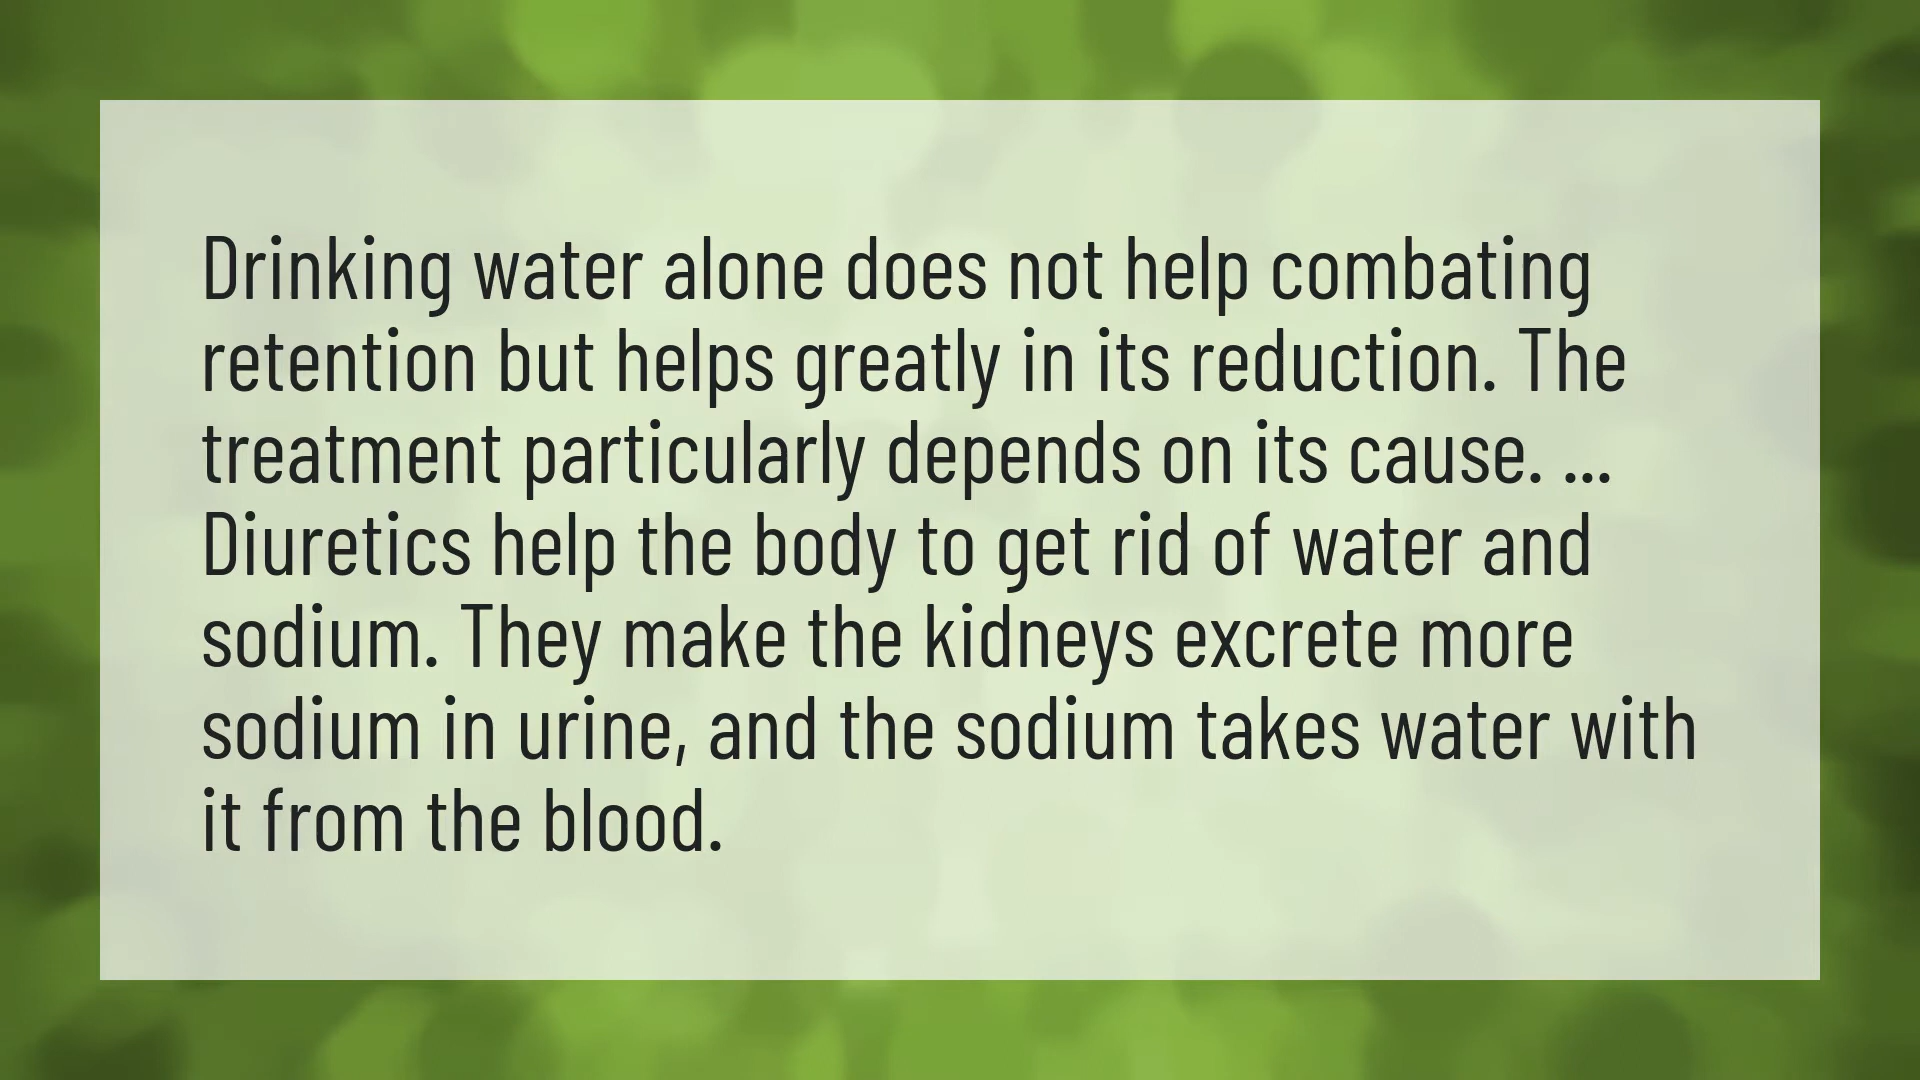 Drinking water alone does not help combating
retention but helps greatly in its reduction. The
treatment particularly depends on its cause. ...
Diuretics help the body to get rid of water and
sodium. They make the kidneys excrete more
sodium in urine, and the sodium takes water with
it from the blood.